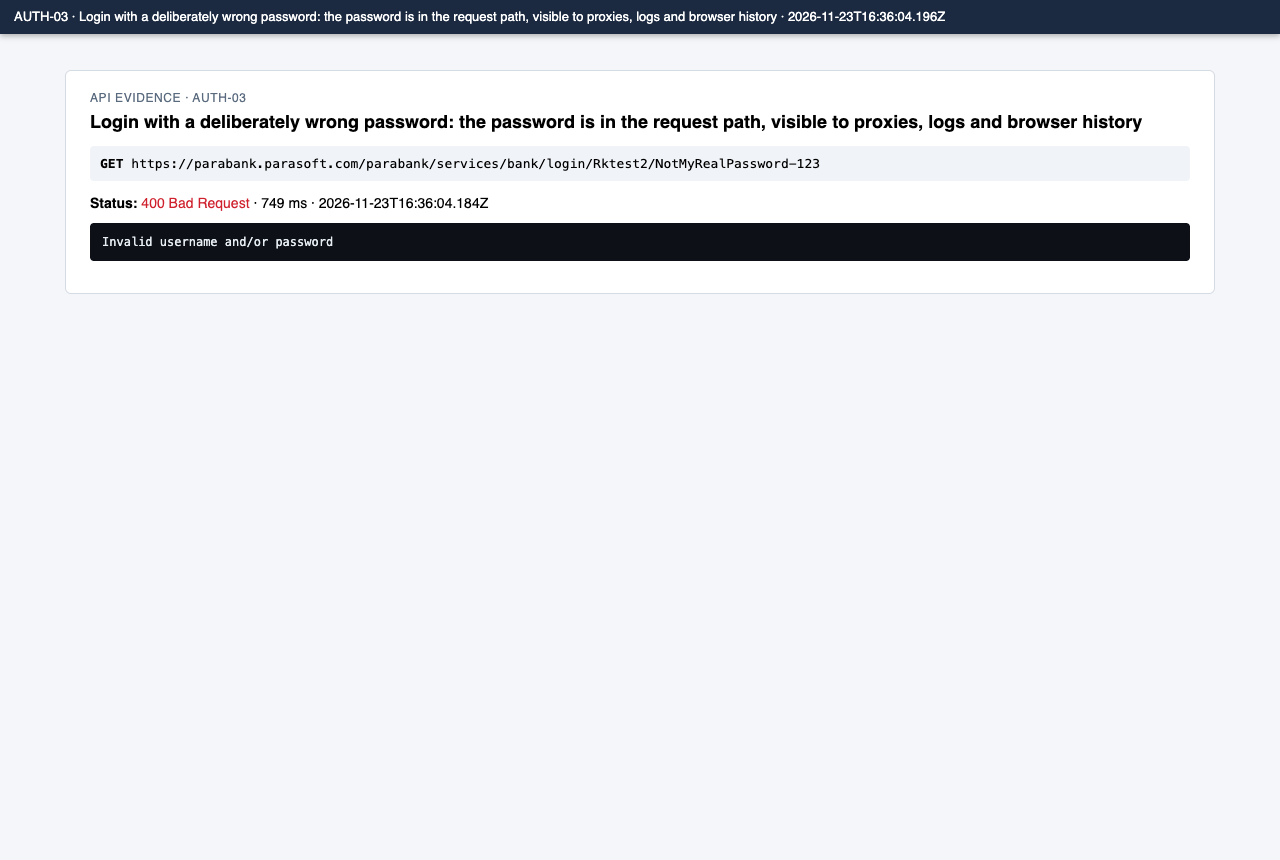 AUTH-03 · Login with a deliberately wrong password: the password is in the request path, visible to proxies, logs and browser history · 2026-11-23T16:36:04.196Z
API EVIDENCE · AUTH-03
Login with a deliberately wrong password: the password is in the request path, visible to proxies, logs and browser history
GET https://parabank.parasoft.com/parabank/services/bank/login/Rktest2/NotMyRealPassword-123
Status: 400 Bad Request · 749 ms · 2026-11-23T16:36:04.184Z
Invalid username and/or password